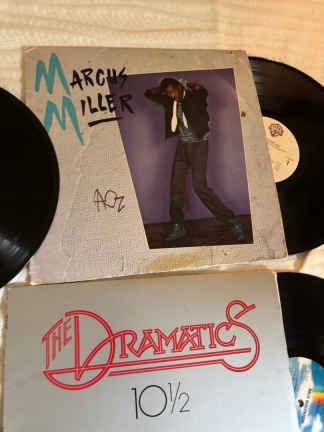 MARCUS
MILLER
THE DRAMATICS
10½